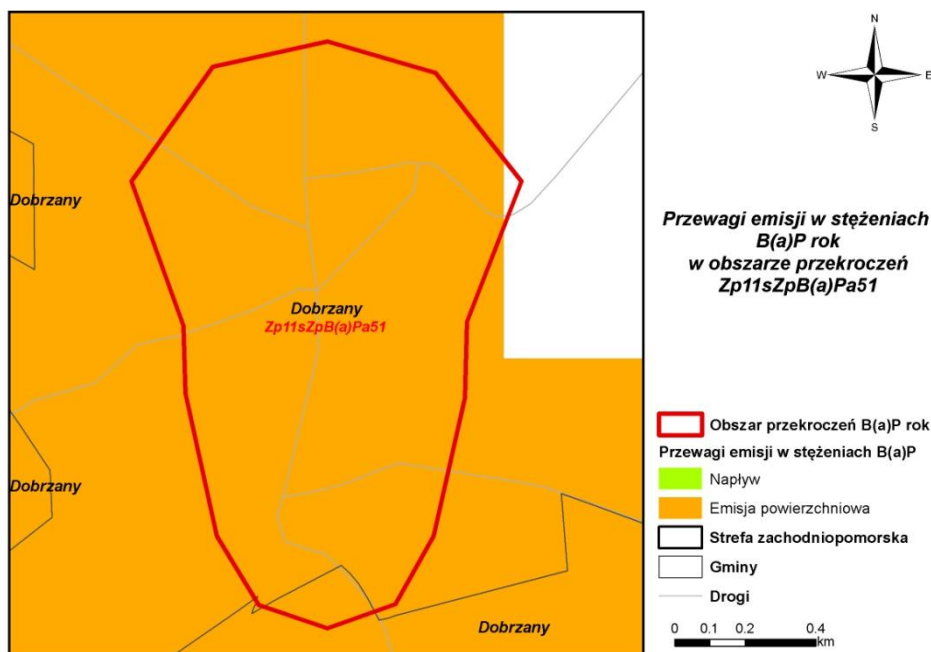 N
W
E
S
Dobrzany
Dobrzany
Zp11sZpB(a)Pa51
Dobrzany
Dobrzany
Przewagi emisji w stężeniach
B(a)P rok
w obszarze przekroczeń
Zp11sZpB(a)Pa51
Obszar przekroczeń B(a)P rok
Przewagi emisji w stężeniach B(a)P
Napływ
Emisja powierzchniowa
Strefa zachodniopomorska
Gminy
Drogi
0 0.1 0.2 0.4
km